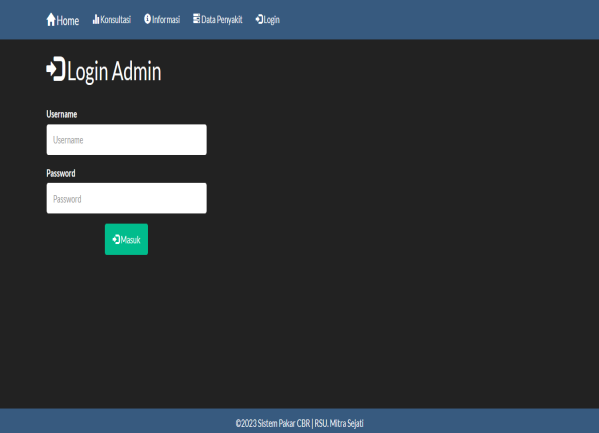 Home Konsultasi Informasi Data Penyakit Login
Login Admin
Username
Username
Password
Password
Masuk
©2023 Sistem Pakar CBR | RSU. Mitra Sejati